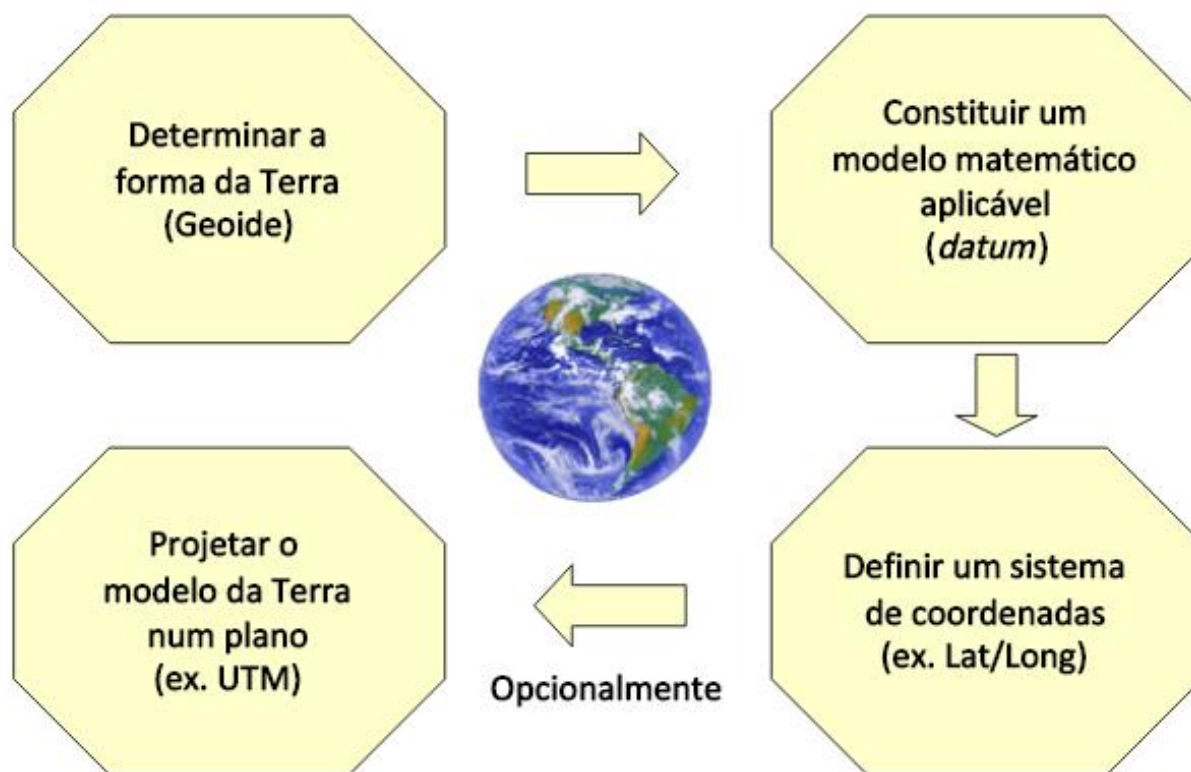 Determinar a
forma da Terra
(Geoide)
Constituir um
modelo matemático
aplicável
(datum)
Definir um sistema
de coordenadas
(ex. Lat/Long)
Opcionalmente
Projetar o
modelo da Terra
num plano
(ex. UTM)